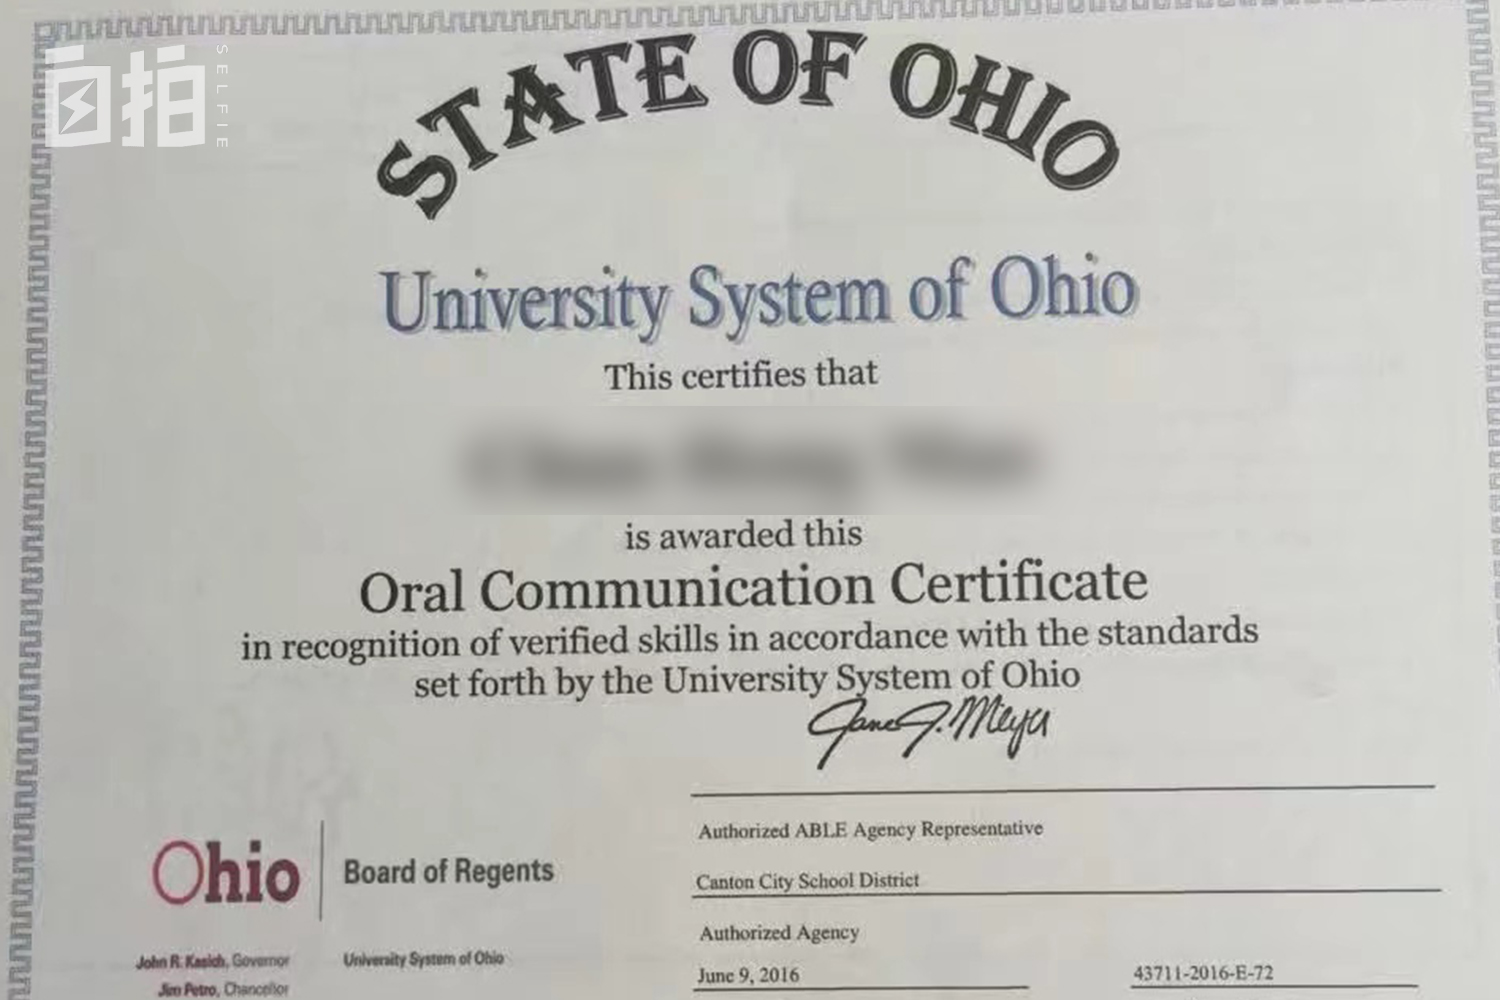 自拍
SELFIE
STATE OF OHIO
University System of Ohio
This certifies that
is awarded this
Oral Communication Certificate
in recognition of verified skills in accordance with the standards
set forth by the University System of Ohio
Jane J. Meyer
Authorized ABLE Agency Representative
Canton City School District
Authorized Agency
June 9, 2016
43711-2016-E-72
Ohio
Board of Regents
John R. Kasich, Governor
University System of Ohio
Jim Petro, Chancellor